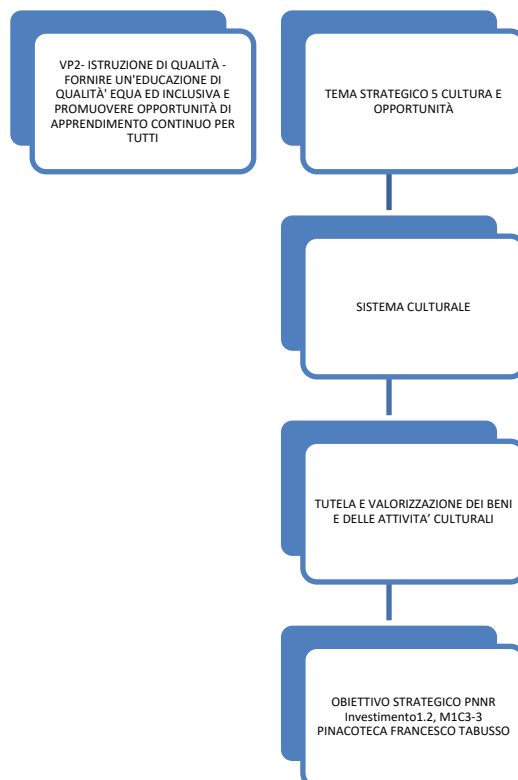 VP2- ISTRUZIONE DI QUALITÀ -
FORNIRE UN'EDUCAZIONE DI
QUALITÀ' EQUA ED INCLUSIVA E
PROMUOVERE OPPORTUNITÀ DI
APPRENDIMENTO CONTINUO PER
TUTTI
TEMA STRATEGICO 5 CULTURA E
OPPORTUNITÀ
SISTEMA CULTURALE
TUTELA E VALORIZZAZIONE DEI BENI
E DELLE ATTIVITA’ CULTURALI
OBIETTIVO STRATEGICO PNNR
Investimento1.2, M1C3-3
PINACOTECA FRANCESCO TABUSSO